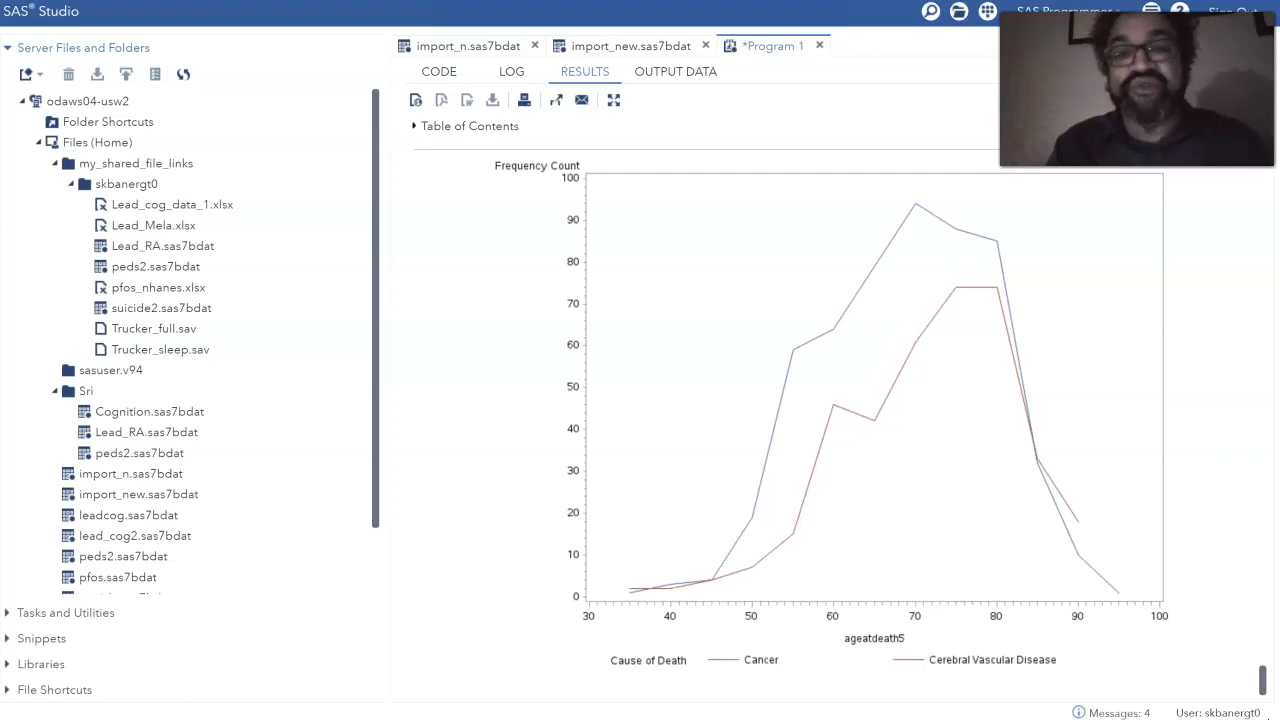 SAS® Studio
SAS Programmer
Sign Out
Server Files and Folders
odaws04-usw2
Folder Shortcuts
Files (Home)
my_shared_file_links
skbanergt0
Lead_cog_data_1.xlsx
Lead_Mela.xlsx
Lead_RA.sas7bdat
peds2.sas7bdat
pfos_nhanes.xlsx
suicide2.sas7bdat
Trucker_full.sav
Trucker_sleep.sav
sasuser.v94
Sri
Cognition.sas7bdat
Lead_RA.sas7bdat
peds2.sas7bdat
import_n.sas7bdat
import_new.sas7bdat
leadcog.sas7bdat
lead_cog2.sas7bdat
peds2.sas7bdat
pfos.sas7bdat
Tasks and Utilities
Snippets
Libraries
File Shortcuts
import_n.sas7bdat
import_new.sas7bdat
*Program 1
CODE LOG RESULTS OUTPUT DATA
Table of Contents
Frequency Count
100
90
80
70
60
50
40
30
20
10
0
30 40 50 60 70 80 90 100
ageatdeath5
Cause of Death Cancer Cerebral Vascular Disease
Messages: 4 User: skbanergt0